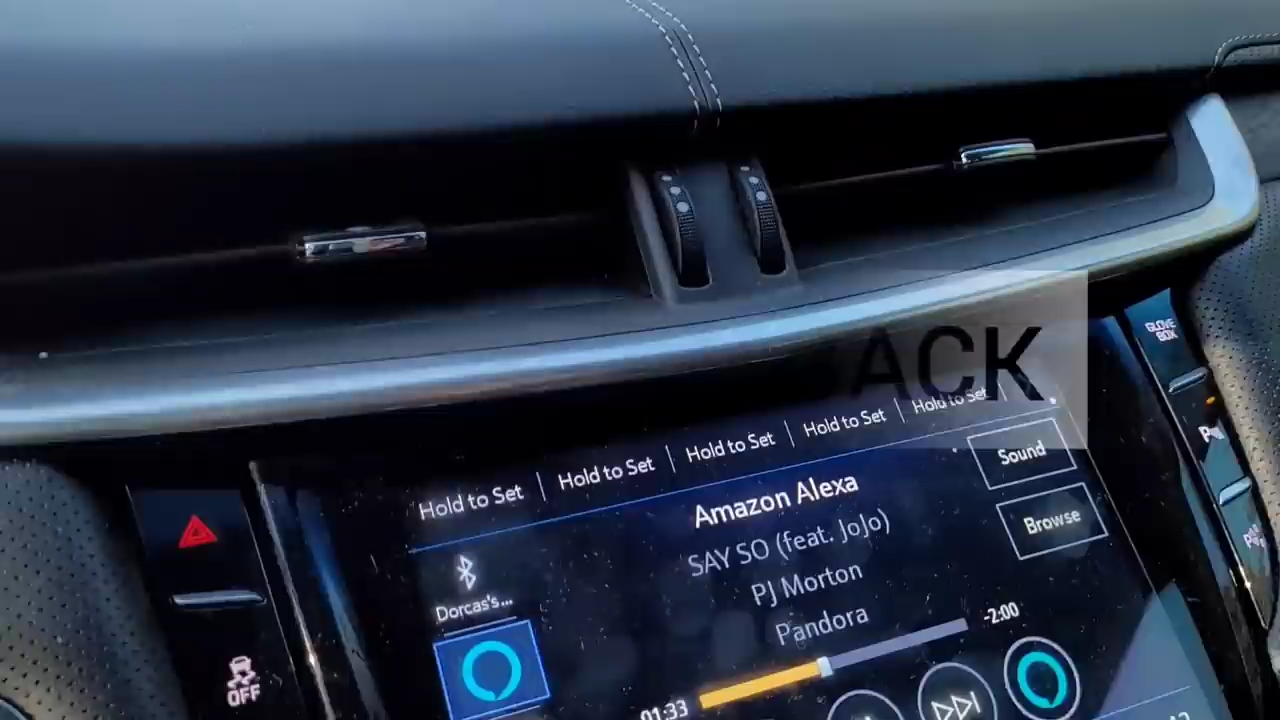 ACK
GLOVE
BOX
Hold to Set
Hold to Set
Hold to Set
Hold to Set
Hold to Set
Sound
Amazon Alexa
SAY SO (feat. JoJo)
Browse
PJ Morton
Dorcas's...
Pandora
-2:00
01:33
OFF